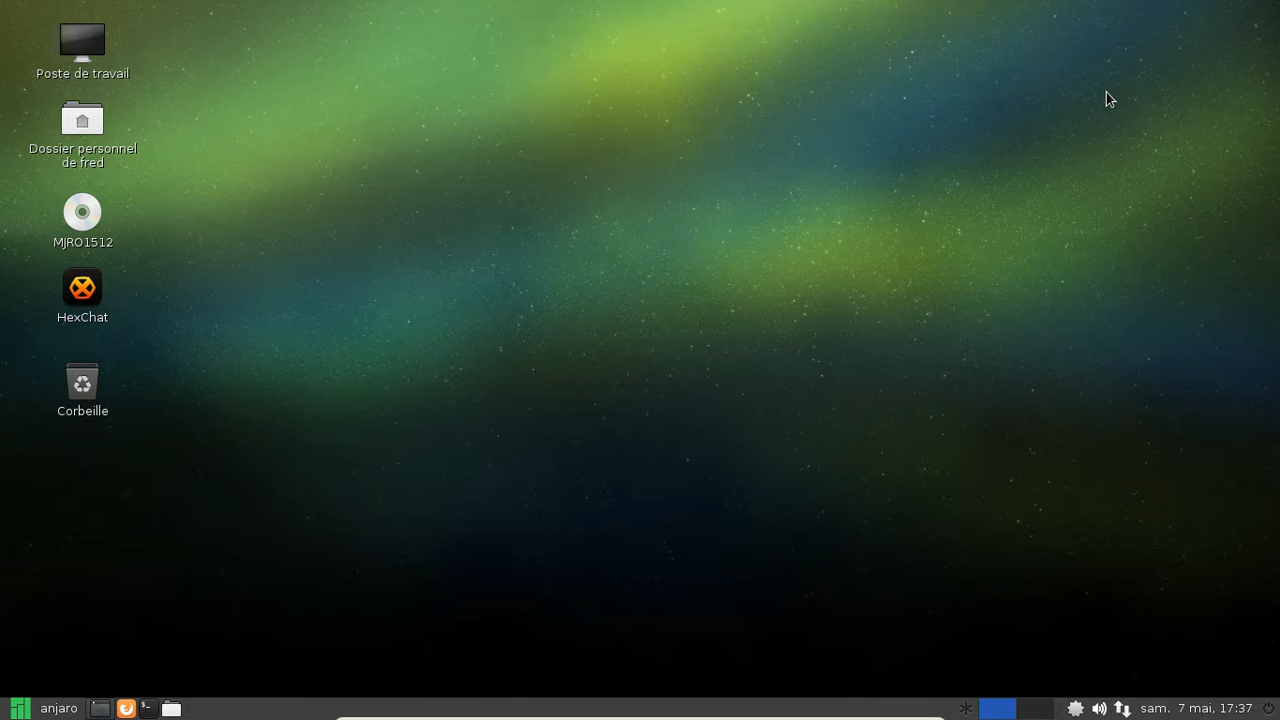 Poste de travail
Dossier personnel
de fred
MJRO1512
HexChat
Corbeille
anjaro
sam. 7 mai, 17:37